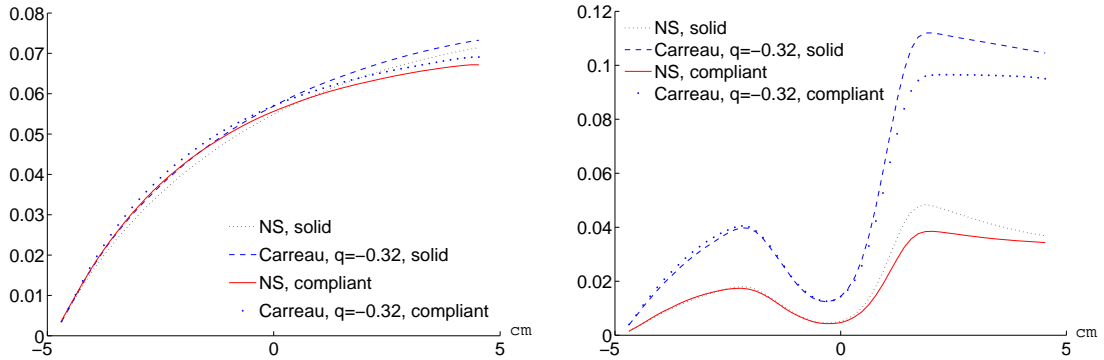 0.08
0.07
0.06
0.05
0.04
0.03
0.02
0.01
0
−5
0
5
cm
NS, solid
Carreau, q=−0.32, solid
NS, compliant
Carreau, q=−0.32, compliant
0.12
0.1
0.08
0.06
0.04
0.02
0
−5
0
5
cm
NS, solid
Carreau, q=−0.32, solid
NS, compliant
Carreau, q=−0.32, compliant